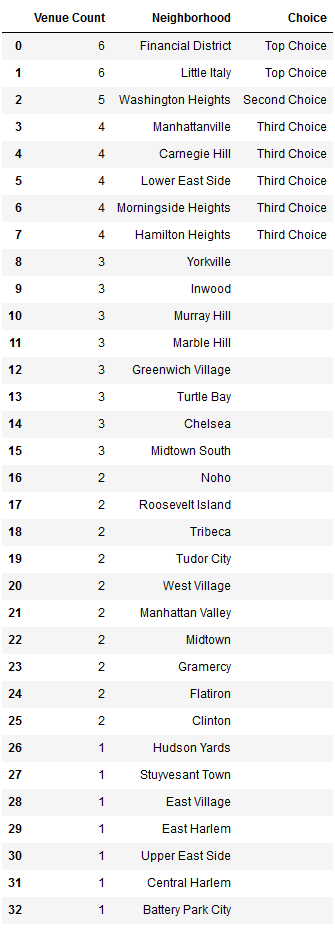 Venue Count Neighborhood Choice
0 6 Financial District Top Choice
1 6 Little Italy Top Choice
2 5 Washington Heights Second Choice
3 4 Manhattanville Third Choice
4 4 Carnegie Hill Third Choice
5 4 Lower East Side Third Choice
6 4 Morningside Heights Third Choice
7 4 Hamilton Heights Third Choice
8 3 Yorkville
9 3 Inwood
10 3 Murray Hill
11 3 Marble Hill
12 3 Greenwich Village
13 3 Turtle Bay
14 3 Chelsea
15 3 Midtown South
16 2 Noho
17 2 Roosevelt Island
18 2 Tribeca
19 2 Tudor City
20 2 West Village
21 2 Manhattan Valley
22 2 Midtown
23 2 Gramercy
24 2 Flatiron
25 2 Clinton
26 1 Hudson Yards
27 1 Stuyvesant Town
28 1 East Village
29 1 East Harlem
30 1 Upper East Side
31 1 Central Harlem
32 1 Battery Park City